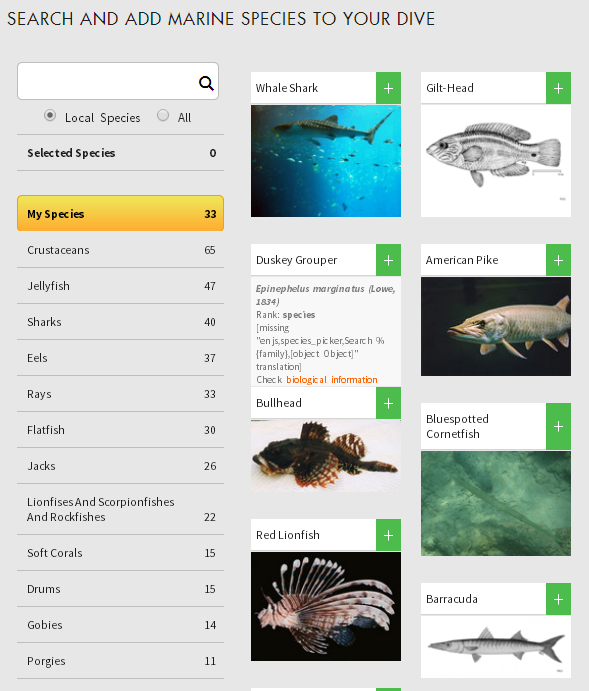 SEARCH AND ADD MARINE SPECIES TO YOUR DIVE
Local Species
All
Selected Species 0
My Species 33
Crustaceans 65
Jellyfish 47
Sharks 40
Eels 37
Rays 33
Flatfish 30
Jacks 26
Lionfises And Scorpionfishes
And Rockfishes 22
Soft Corals 15
Drums 15
Gobies 14
Porgies 11
Whale Shark +
Gilt-Head +
Duskey Grouper +
Epinephelus marginatus (Lowe,
1834)
Rank: species
[missing
"en.js,species_picker,Search %
{family},[object Object]"
translation]
Check biological information
American Pike +
Bullhead +
Bluespotted
Cornetfish +
Red Lionfish +
Barracuda +